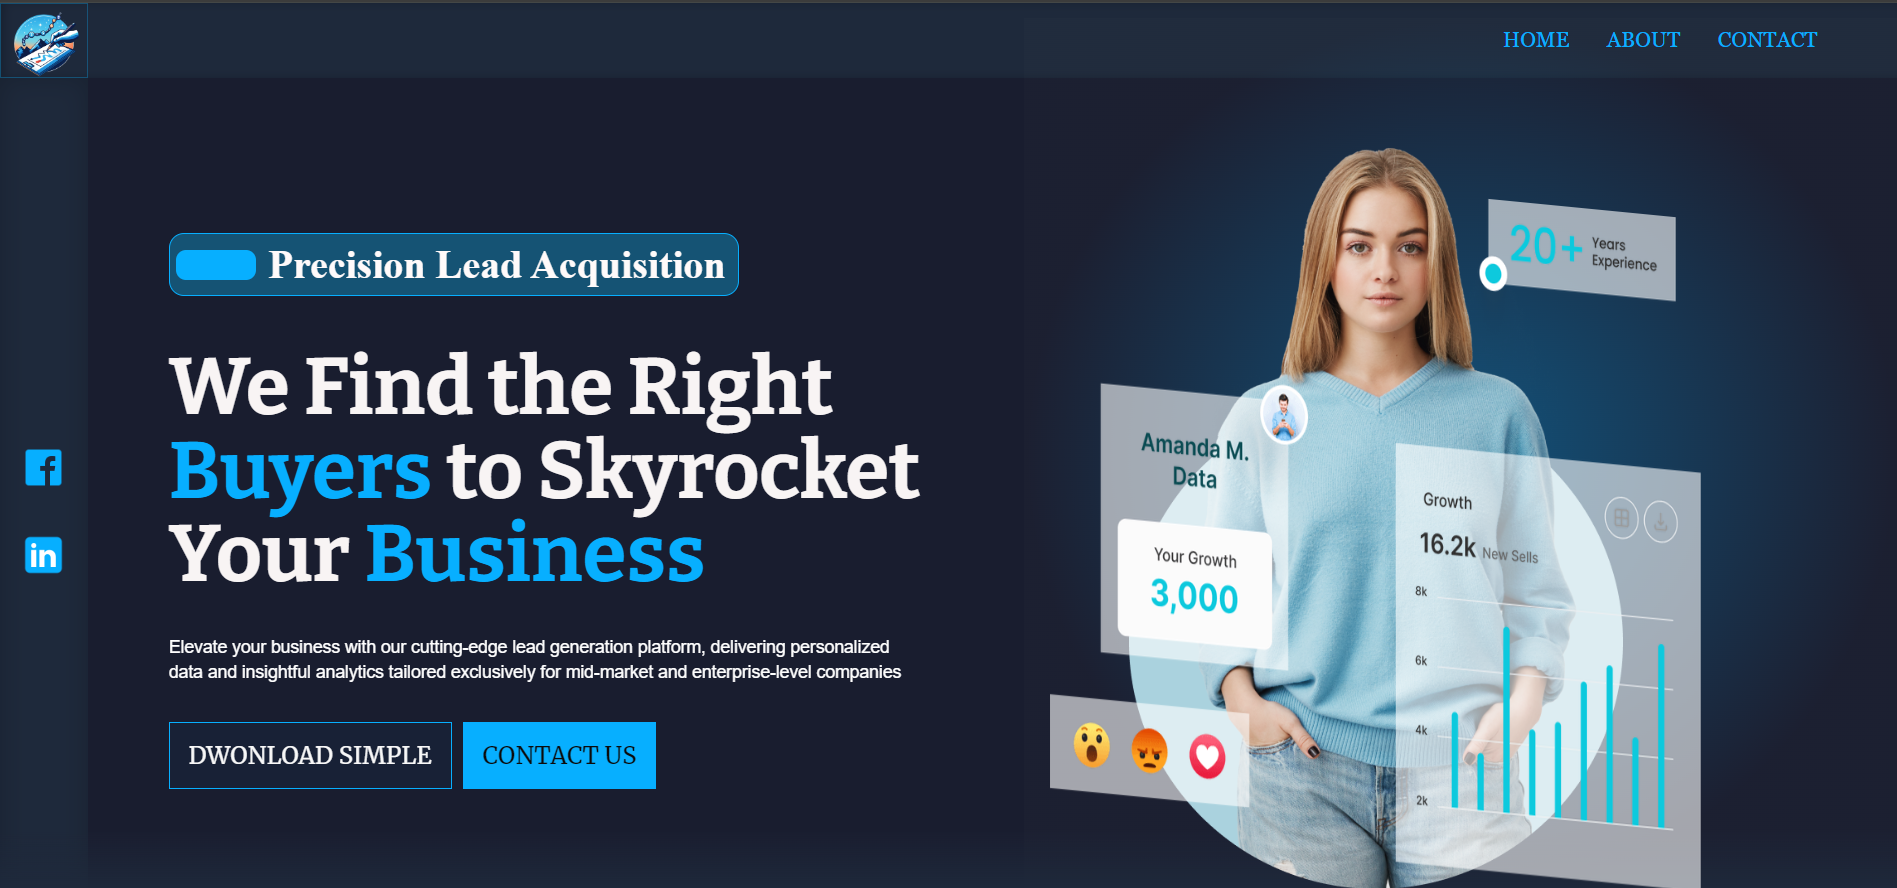 HOME ABOUT CONTACT
Precision Lead Acquisition
We Find the Right
Buyers to Skyrocket
Your Business
Elevate your business with our cutting-edge lead generation platform, delivering personalized
data and insightful analytics tailored exclusively for mid-market and enterprise-level companies
DWONLOAD SIMPLE
CONTACT US
20+ Years
Experience
Amanda M.
Data
Your Growth
3,000
Growth
16.2k New Sells
8k
6k
4k
2k
f
in